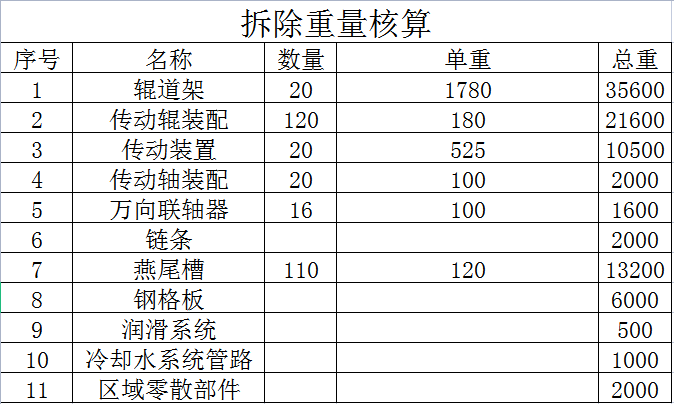 拆除重量核算
序号 名称 数量 单重 总重
1 辊道架 20 1780 35600
2 传动辊装配 120 180 21600
3 传动装置 20 525 10500
4 传动轴装配 20 100 2000
5 万向联轴器 16 100 1600
6 链条 2000
7 燕尾槽 110 120 13200
8 钢格板 6000
9 润滑系统 500
10 冷却水系统管路 1000
11 区域零散部件 2000